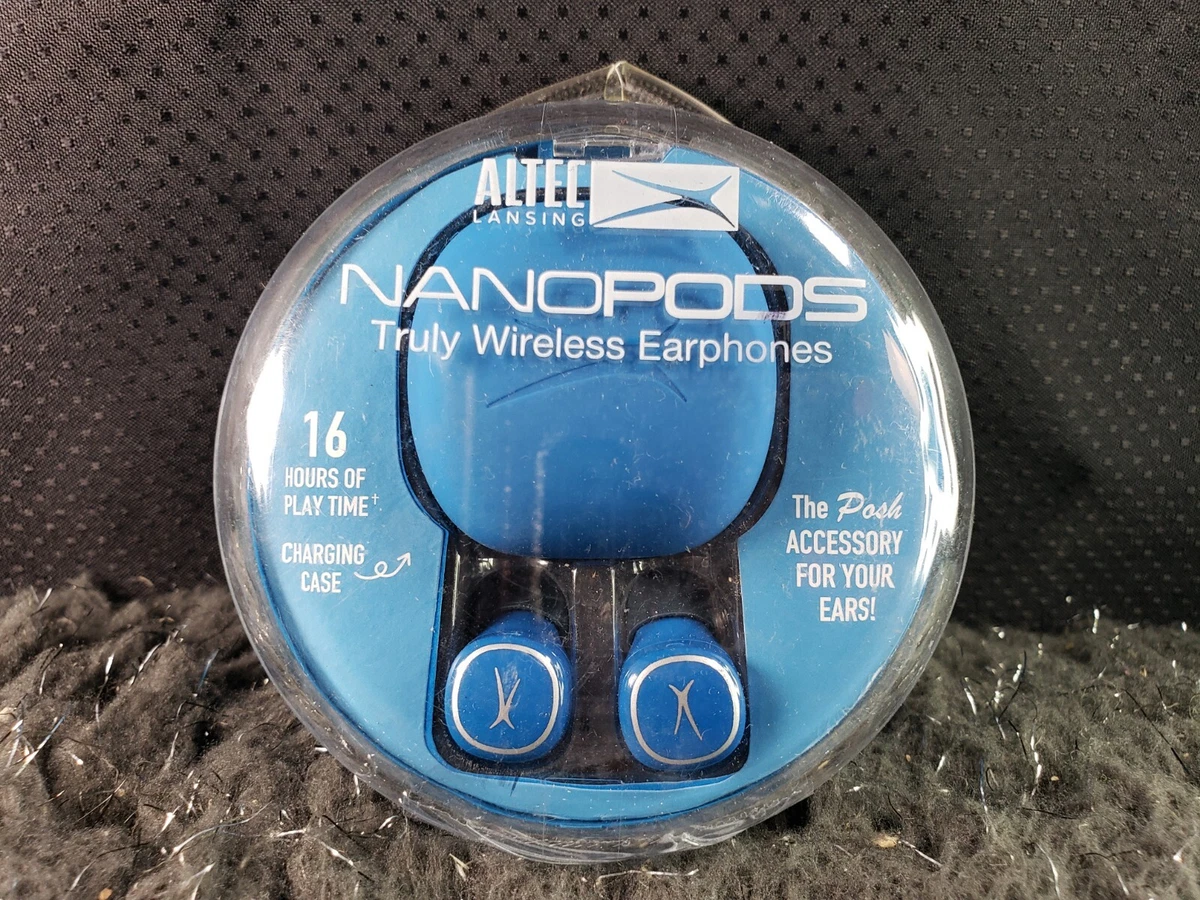 ALTEC
LANSING
NANOPODS
Truly Wireless Earphones
16
HOURS OF
PLAY TIME†
CHARGING
CASE
The Posh
ACCESSORY
FOR YOUR
EARS!